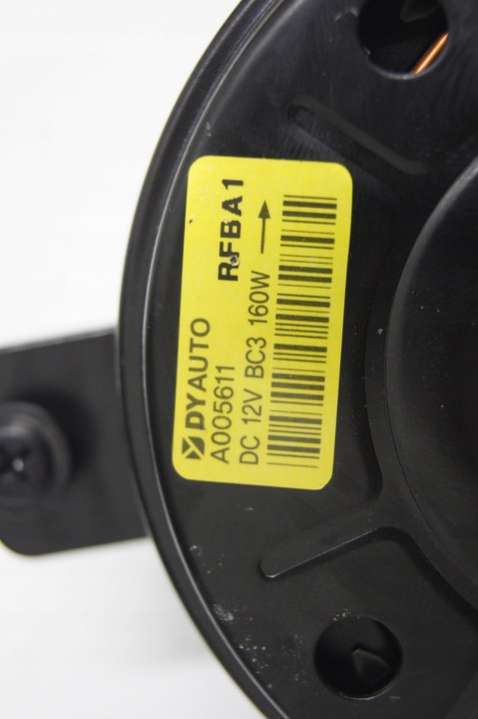 DYAUTO RFBA1
A005611
DC 12V BC3 160W →